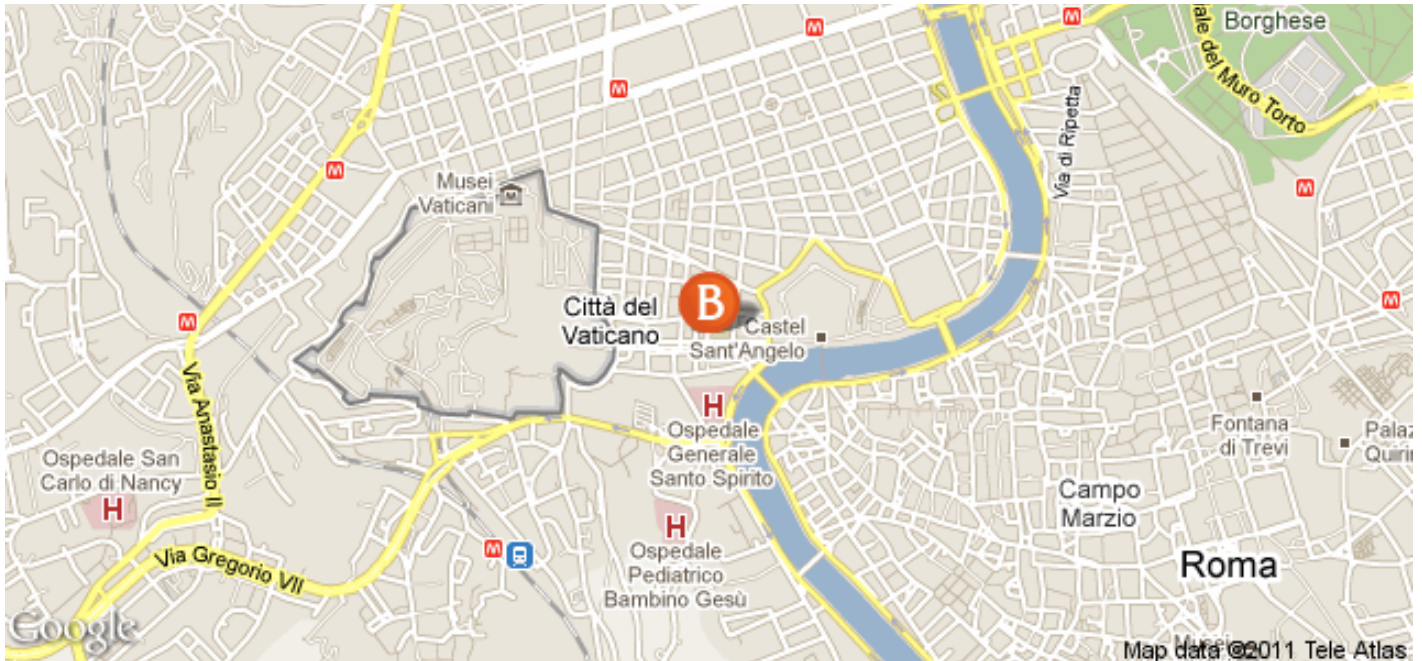 Borghese
ale del Muro Torto
Via di Ripetta
M
M
M
M
M
M
M
M
Musei
Vaticani
Città del
Vaticano
B
Castel
Sant'Angelo
Via Anastasio II
H
Ospedale
Generale
Santo Spirito
Fontana
di Trevi
Palaz
Quirin
Ospedale San
Carlo di Nancy
H
Campo
Marzio
H
Ospedale
Pediatrico
Bambino Gesù
Via Gregorio VII
Roma
Google
Musei
Map data ©2011 Tele Atlas